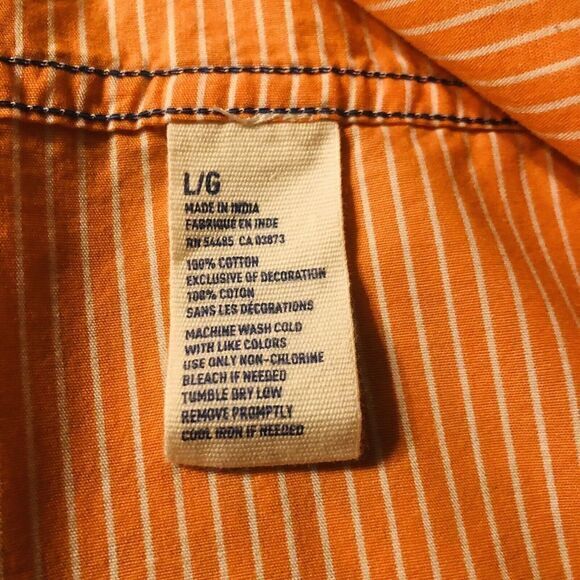 L/G
MADE IN INDIA
FABRIQUE EN INDE
RN 54485 CA 03873
100% COTTON
EXCLUSIVE OF DECORATION
100% COTON
SANS LES DÉCORATIONS
MACHINE WASH COLD
WITH LIKE COLORS
USE ONLY NON-CHLORINE
BLEACH IF NEEDED
TUMBLE DRY LOW
REMOVE PROMPTLY
COOL IRON IF NEEDED